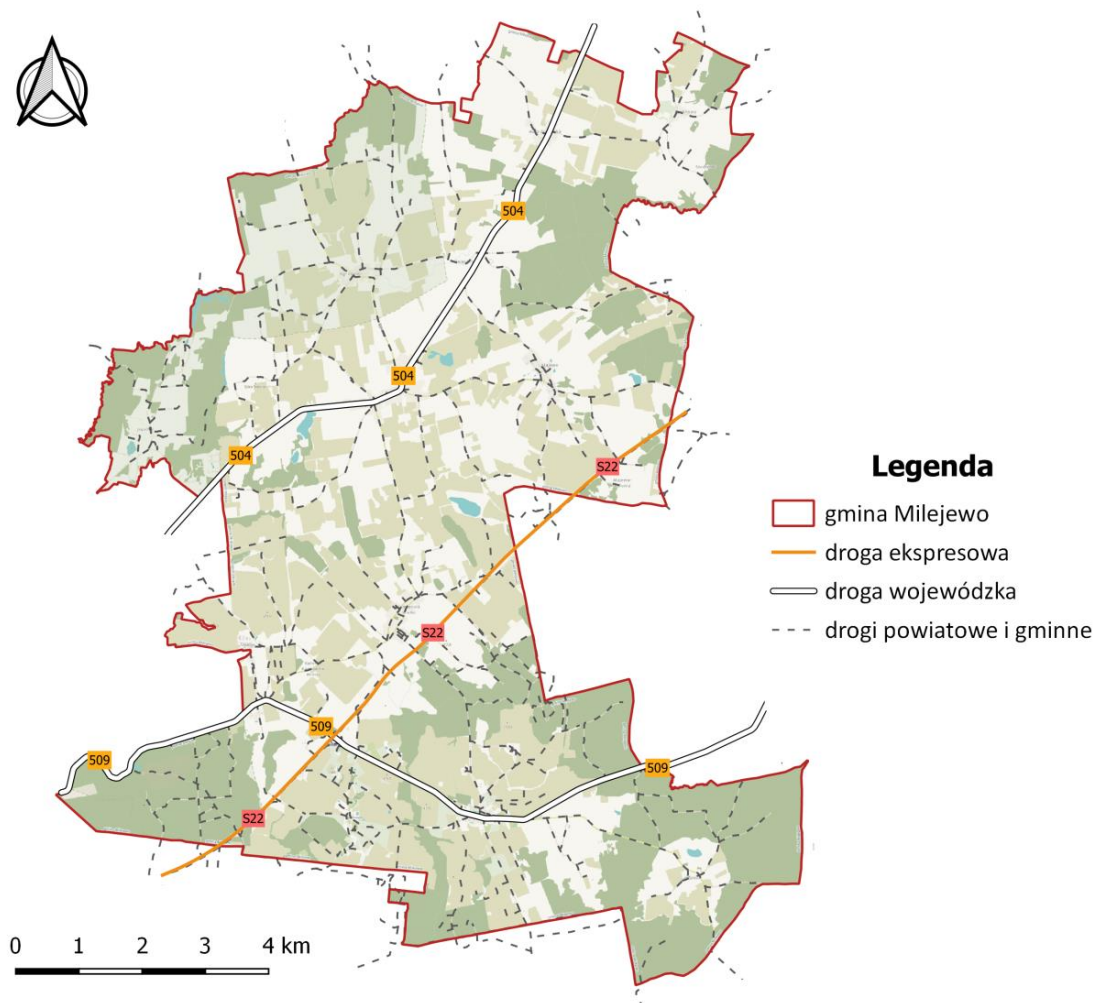 504
504
504
S22
S22
509
509
509
S22
Legenda
gmina Milejewo
droga ekspresowa
droga wojewódzka
drogi powiatowe i gminne
0 1 2 3 4 km